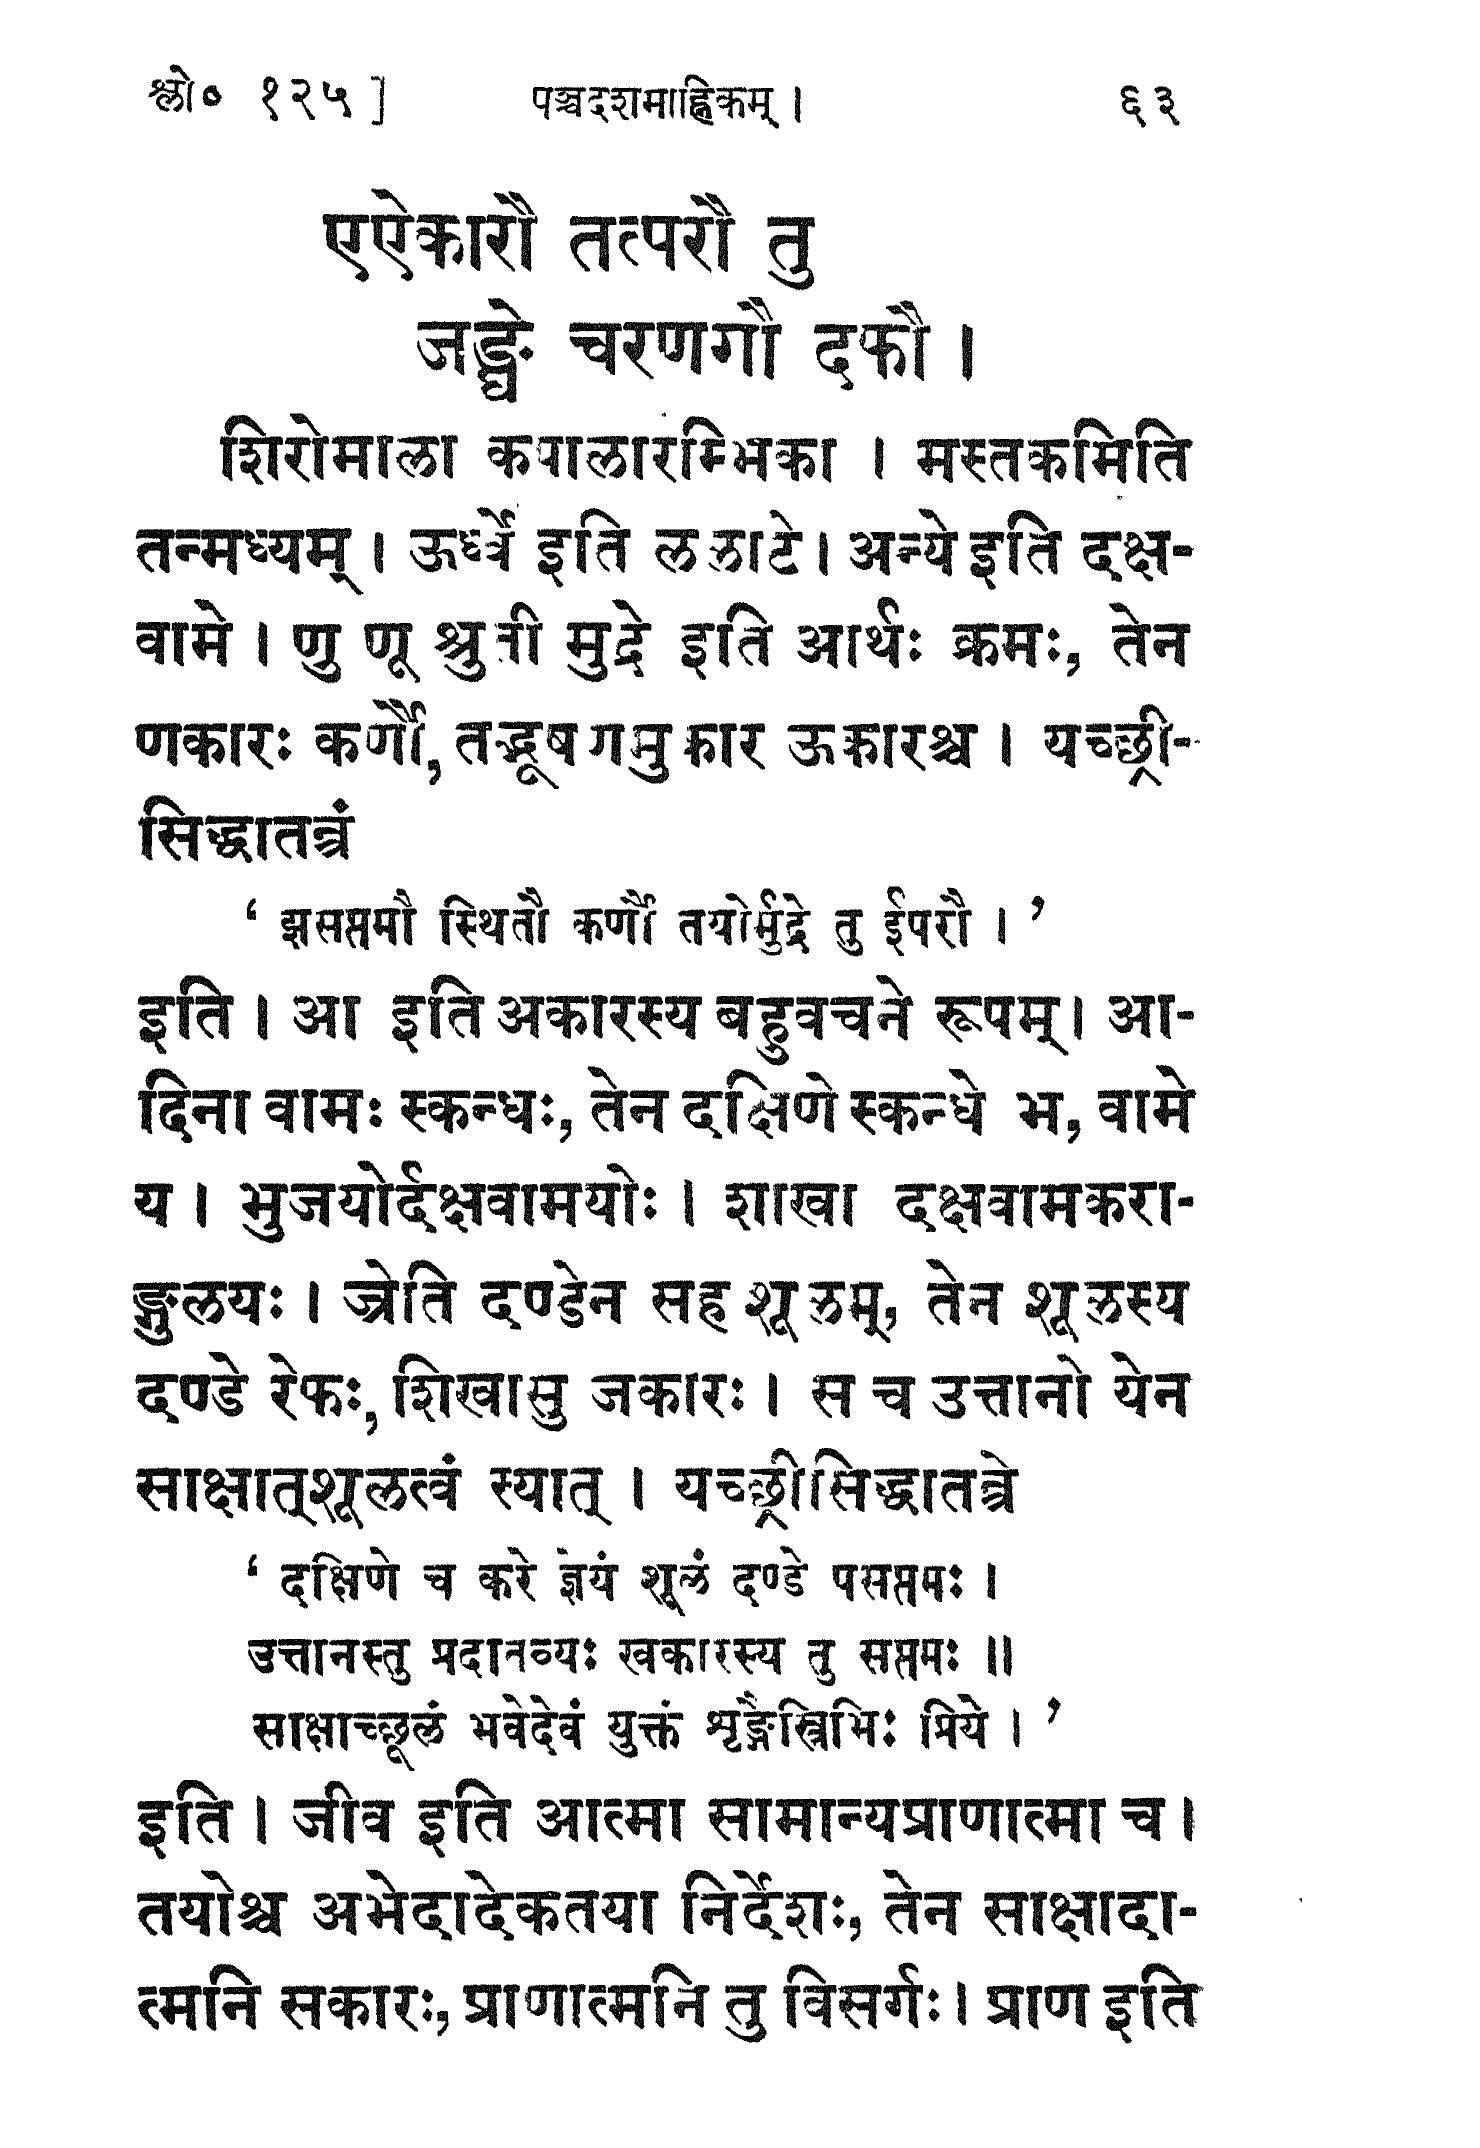 श्लो० १२५ ] पञ्चदशमाह्निकम् । ६३
एऐकारौ तत्परौ तु
जङ्घे चरणगौ दफौ ।
शिरोमाला कपालारम्भिका । मस्तकमिति
तन्मध्यम् । ऊर्ध्वे इति ललाटे। अन्ये इति दक्ष-
वामे । णु णू श्रुती मुद्रे इति आर्थः क्रमः, तेन
णकारः कर्णौ, तद्भूषणमुकार ऊकारश्च । यच्छ्री-
सिद्धातन्त्रं
‘ झसप्तमौ स्थितौ कर्णौ तयोर्मुद्रे तु ईपरौ । ’
इति । आ इति अकारस्य बहुवचने रूपम्। आ-
दिना वामः स्कन्धः, तेन दक्षिणे स्कन्धे भ, वामे
य । भुजयोर्दक्षवामयोः । शाखा दक्षवामकरा-
ङ्गुलयः । ज्रेति दण्डेन सह शूलम्, तेन शूलस्य
दण्डे रेफः, शिखासु जकारः । स च उत्तानो येन
साक्षात्शूलत्वं स्यात् । यच्छ्रीसिद्धातन्त्रे
‘ दक्षिणे च करे ज्ञेयं शूलं दण्डे पसप्तमः ।
उत्तानस्तु प्रदातव्यः खकारस्य तु सप्तमः ॥
साक्षाच्छूलं भवेदेवं युक्तं शृङ्गैस्त्रिभिः प्रिये । ’
इति । जीव इति आत्मा सामान्यप्राणात्मा च।
तयोश्च अभेदादेकतया निर्देशः, तेन साक्षादा-
त्मनि सकारः, प्राणात्मनि तु विसर्गः। प्राण इति